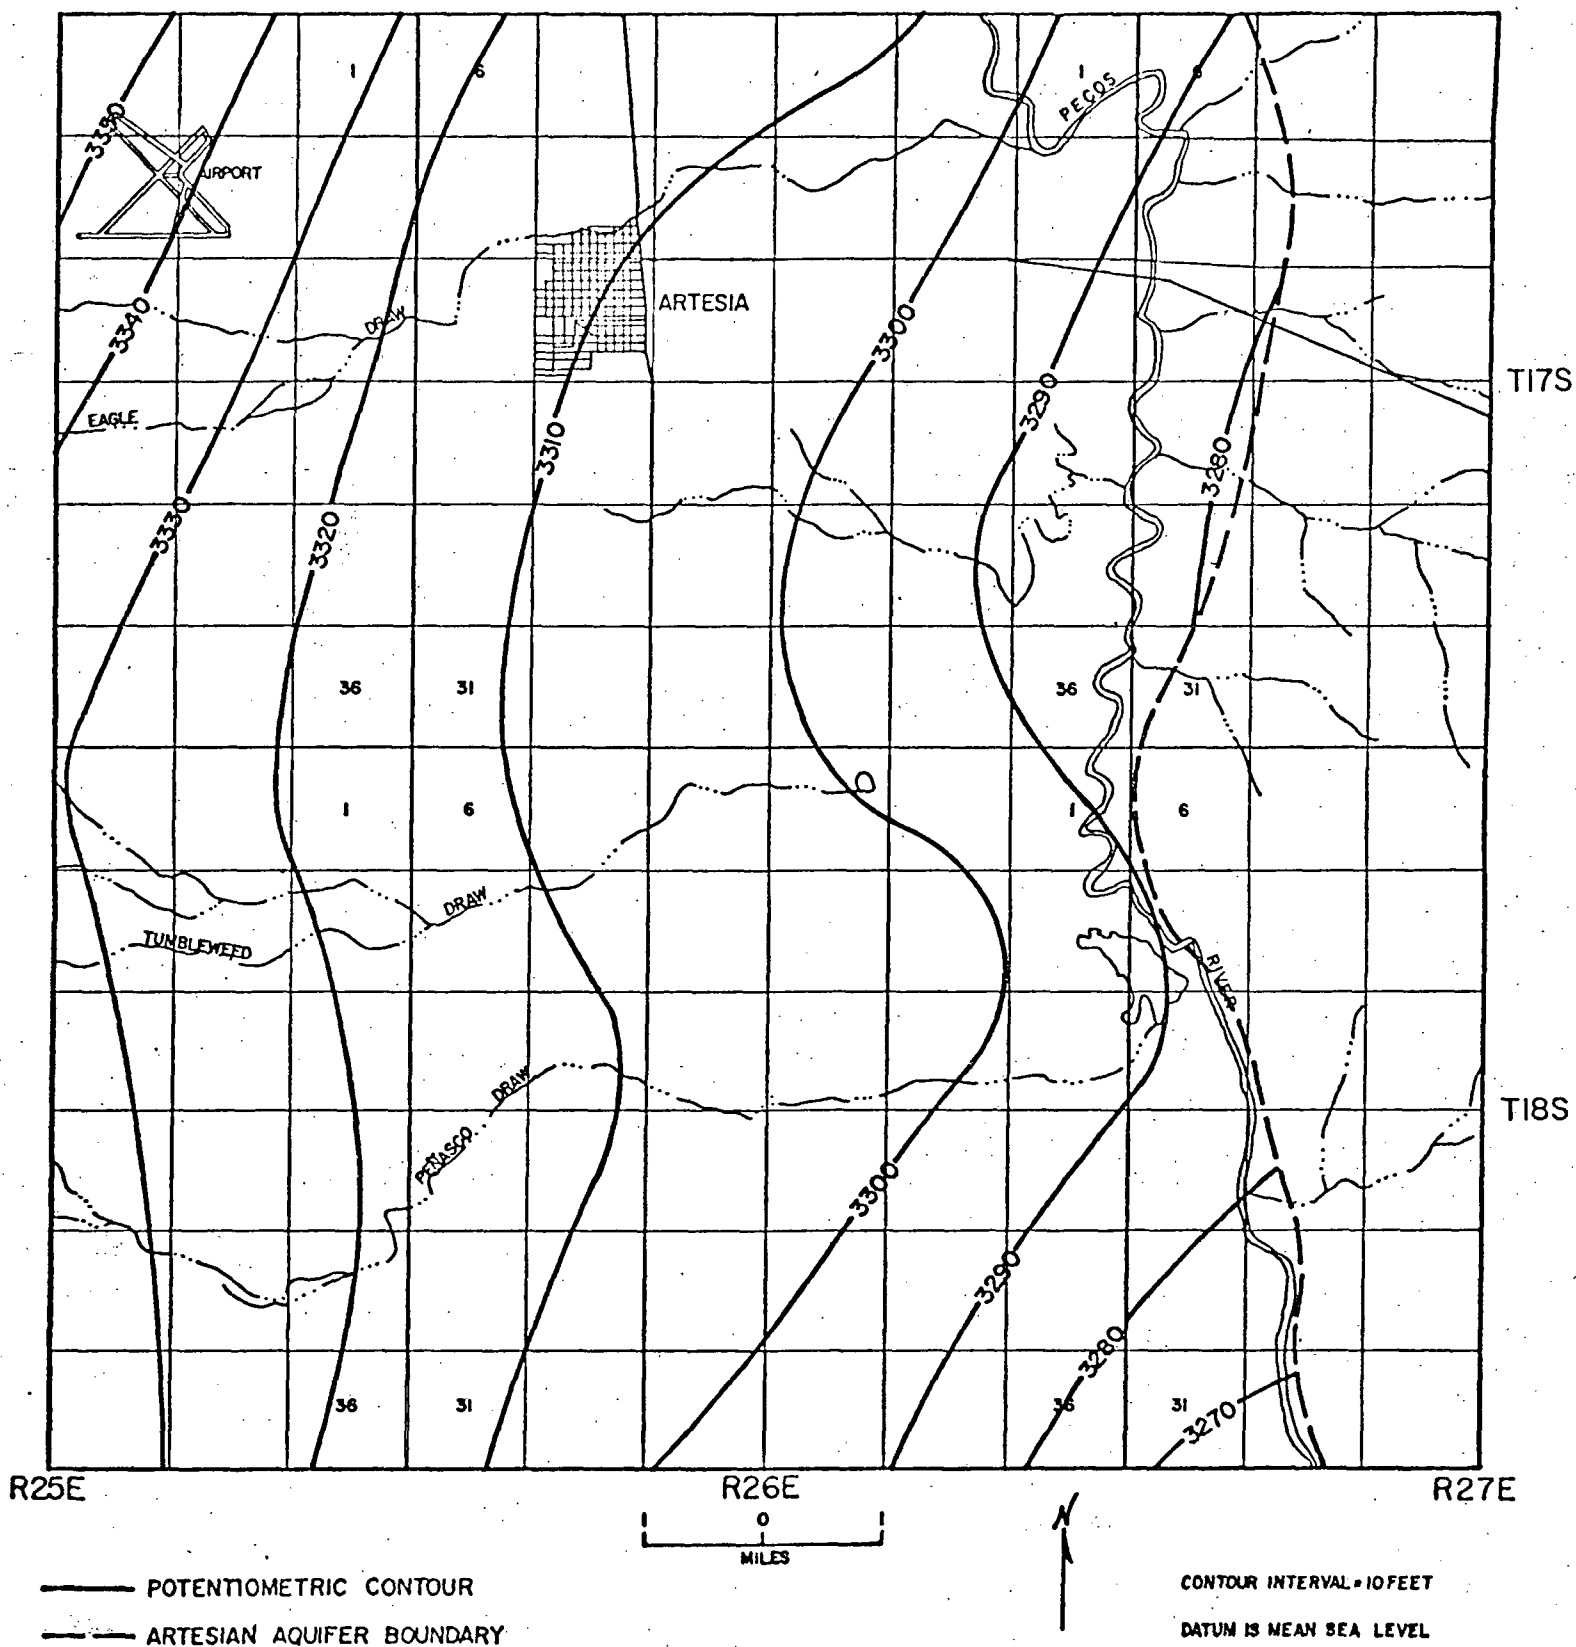 1
6
1
6
PECOS
3350
AIRPORT
ARTESIA
3340
DRAW
3300
T17S
EAGLE
3290
3310
3280
3330
3320
36
31
36
31
1
6
1
6
DRAW
TUMBLEWEED
RIVER
DRAW
T18S
PENASCO
3300
3290
3280
36
31
36
31
3270
R25E
R26E
R27E
1 0 1
MILES
N
POTENTIOMETRIC CONTOUR
ARTESIAN AQUIFER BOUNDARY
CONTOUR INTERVAL=10 FEET
DATUM IS MEAN SEA LEVEL